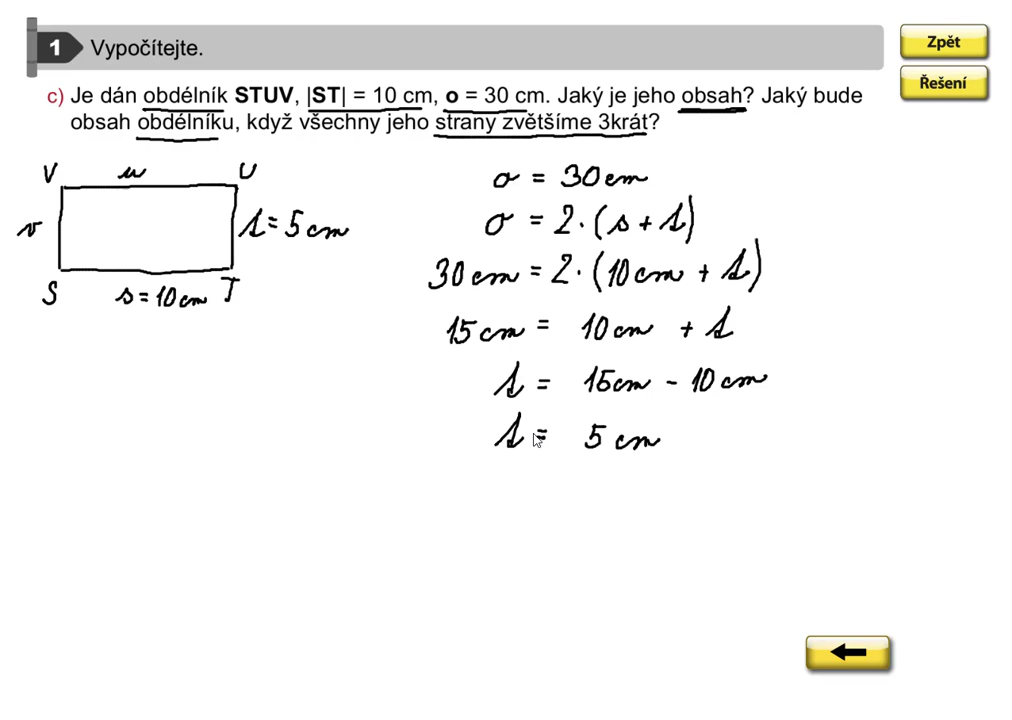 1 Vypočítejte.
Zpět
Řešení
c) Je dán obdélník STUV, |ST| = 10 cm, o = 30 cm. Jaký je jeho obsah? Jaký bude
obsah obdélníku, když všechny jeho strany zvětšíme 3krát?
V u U
v t = 5 cm
S s = 10 cm T
o = 30 cm
o = 2 · (s + t)
30 cm = 2 · (10 cm + t)
15 cm = 10 cm + t
t = 15 cm - 10 cm
t = 5 cm